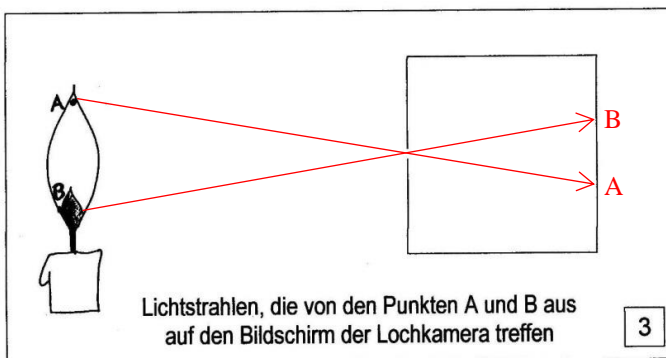 A
B
B
A
Lichtstrahlen, die von den Punkten A und B aus
auf den Bildschirm der Lochkamera treffen
3